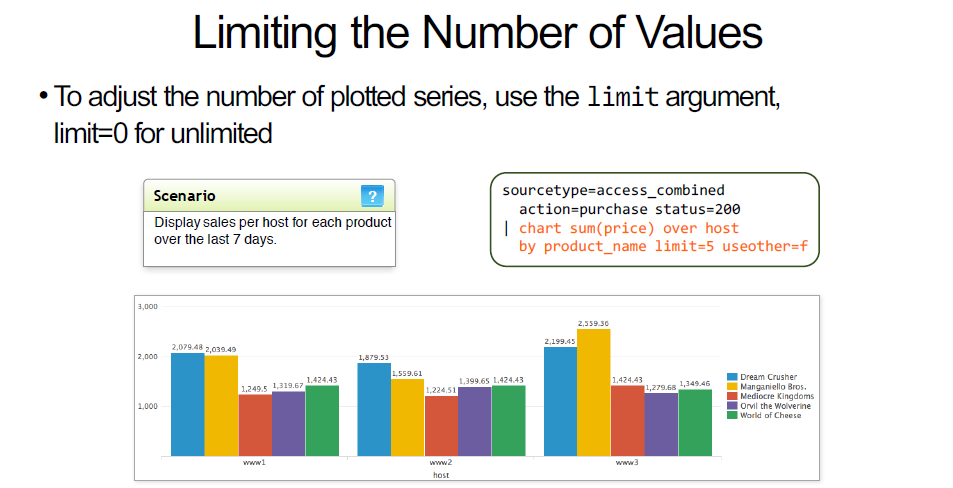 Limiting the Number of Values
• To adjust the number of plotted series, use the limit argument,
limit=0 for unlimited
Scenario ?
Display sales per host for each product
over the last 7 days.
sourcetype=access_combined
action=purchase status=200
| chart sum(price) over host
by product_name limit=5 useother=f
3,000
2,000
1,000
2,079.48 2,039.49 1,249.5 1,319.67 1,424.43
1,879.53 1,559.61 1,224.51 1,399.65 1,424.43
2,199.45 2,559.36 1,424.43 1,279.68 1,349.46
www1 www2 www3
host
Dream Crusher
Manganiello Bros.
Mediocre Kingdoms
Orvil the Wolverine
World of Cheese